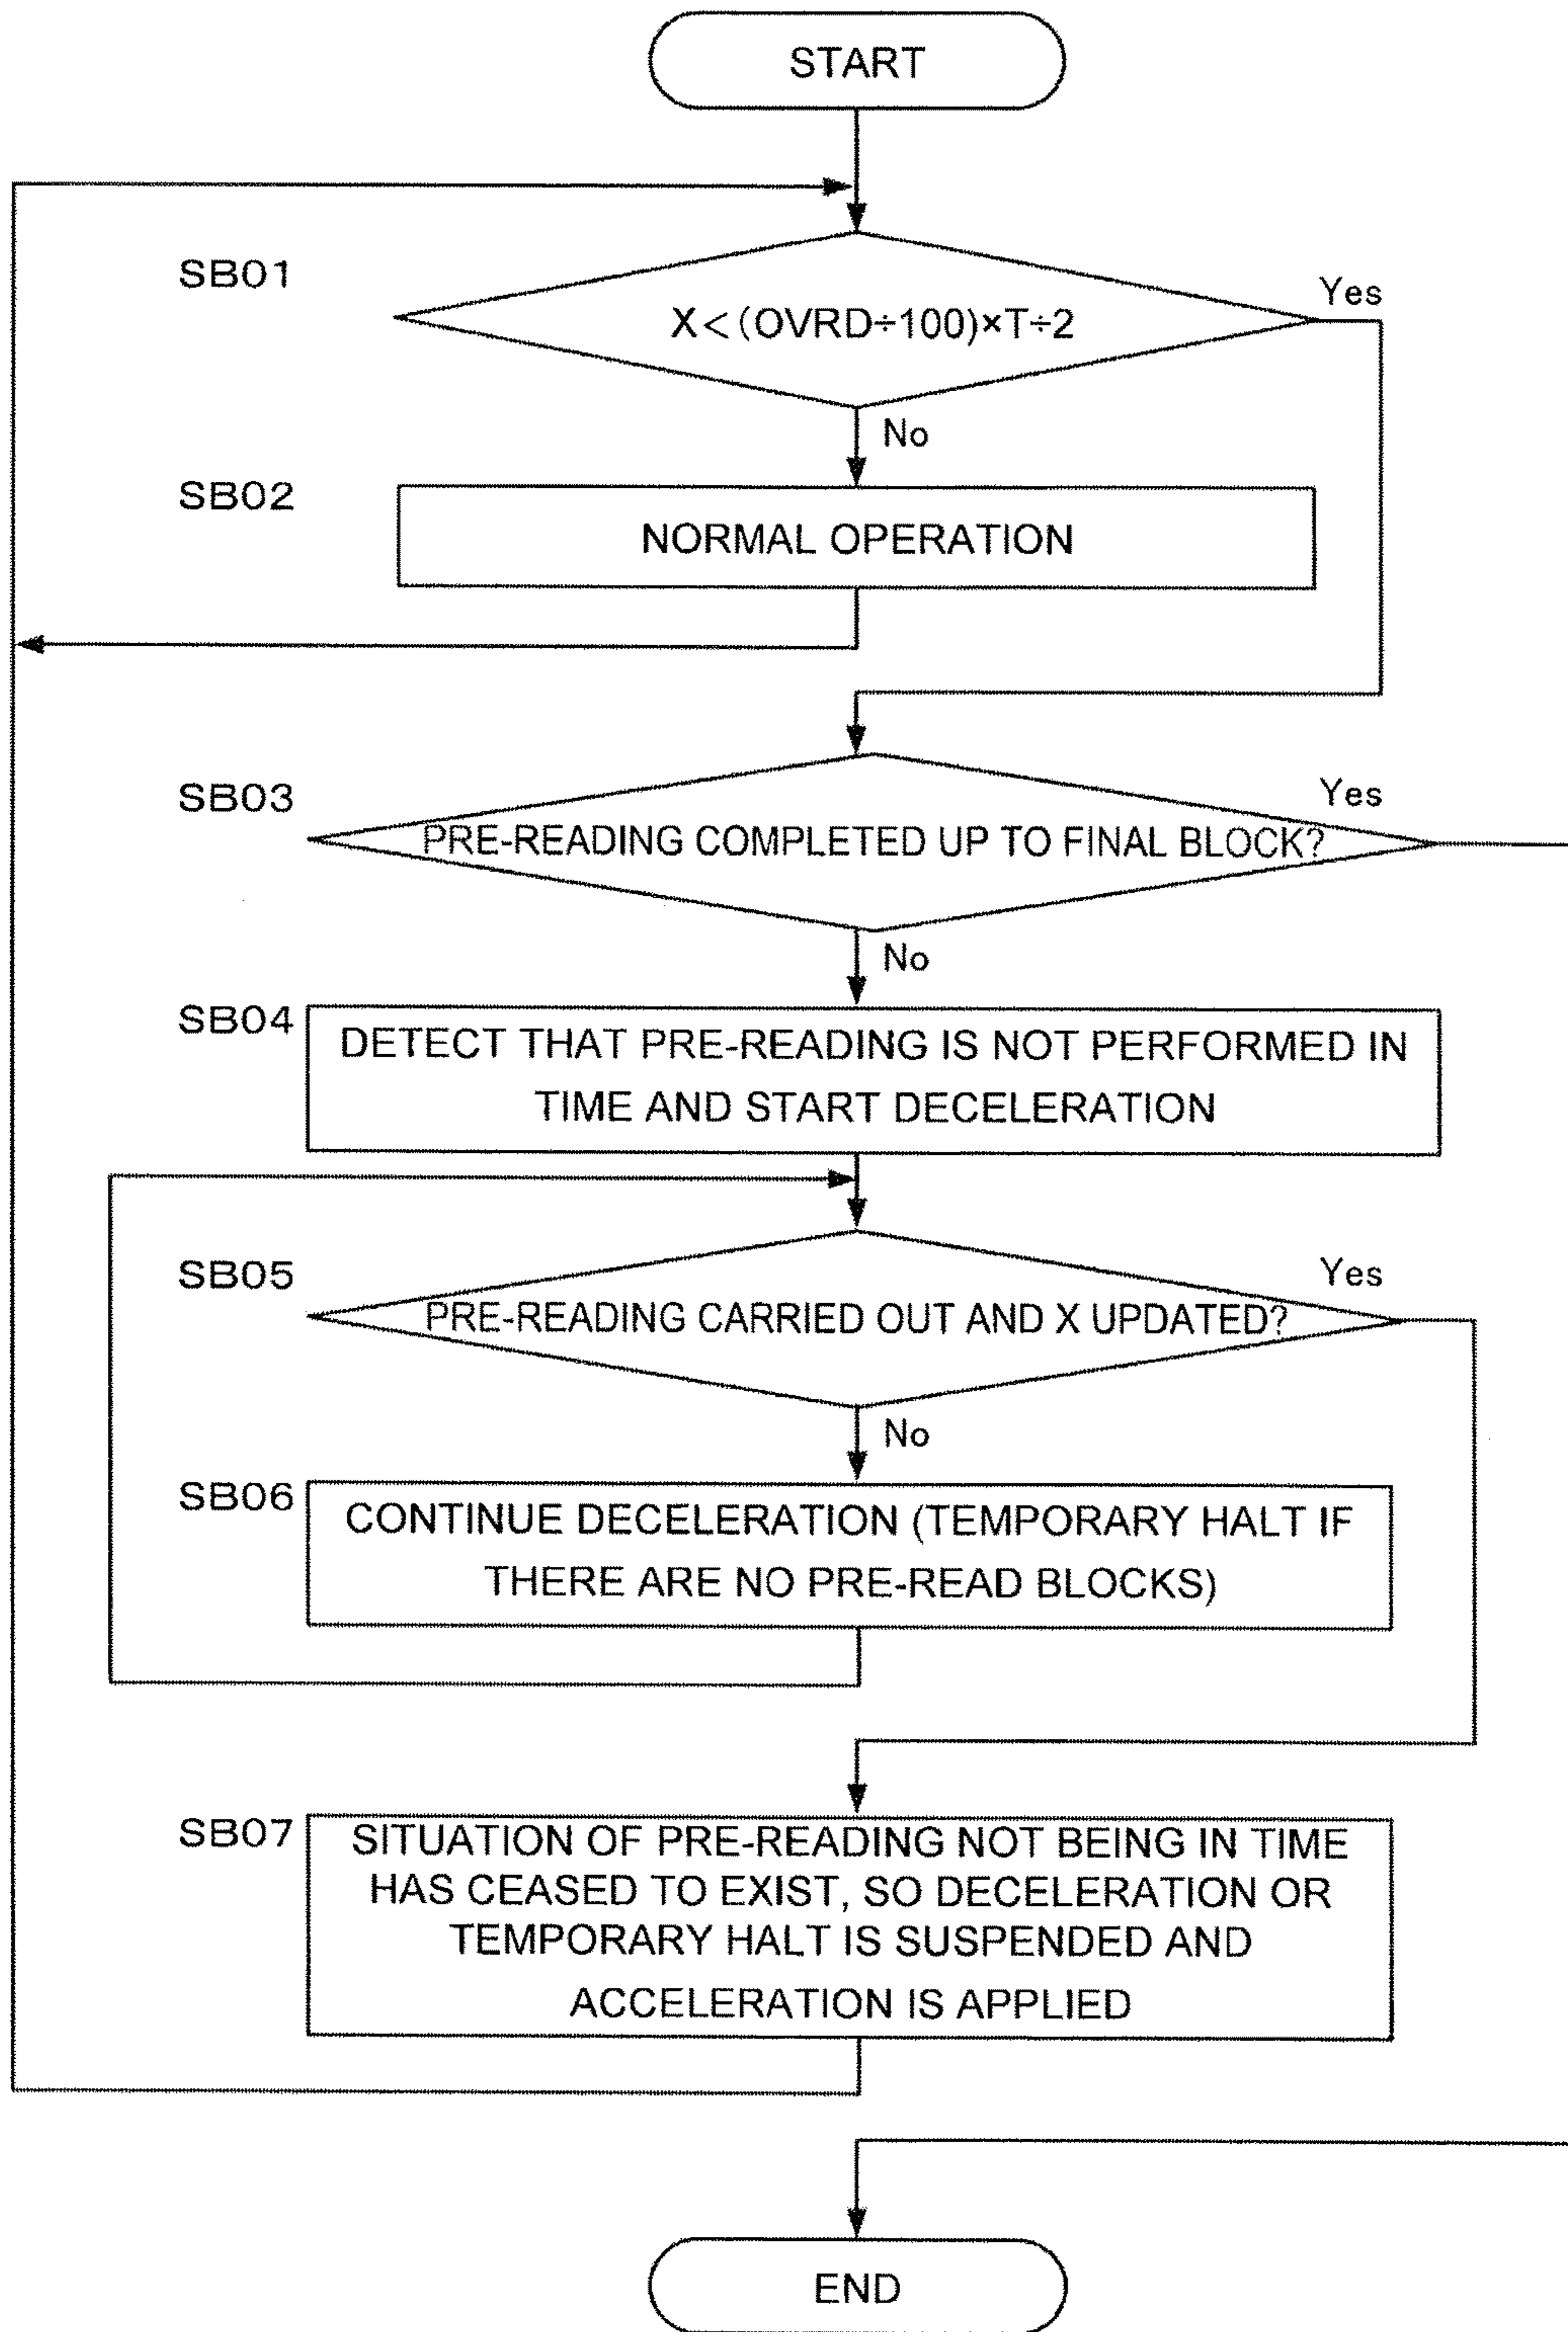 START
SB01
Yes
X<(OVRD÷100)×T÷2
No
SB02
NORMAL OPERATION
SB03
Yes
PRE-READING COMPLETED UP TO FINAL BLOCK?
No
SB04
DETECT THAT PRE-READING IS NOT PERFORMED IN
TIME AND START DECELERATION
SB05
Yes
PRE-READING CARRIED OUT AND X UPDATED?
No
SB06
CONTINUE DECELERATION (TEMPORARY HALT IF
THERE ARE NO PRE-READ BLOCKS)
SB07
SITUATION OF PRE-READING NOT BEING IN TIME
HAS CEASED TO EXIST, SO DECELERATION OR
TEMPORARY HALT IS SUSPENDED AND
ACCELERATION IS APPLIED
END